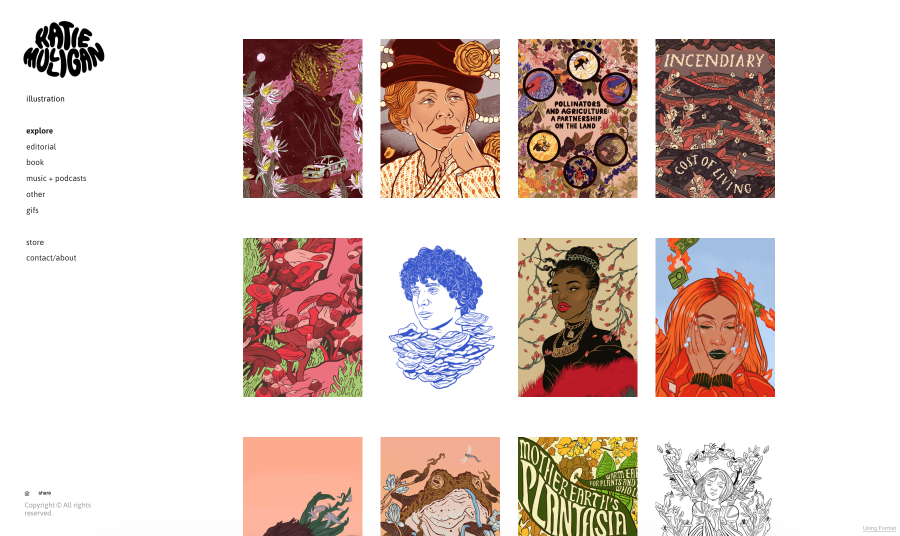 KATIE
MULLIGAN
illustration
explore
editorial
book
music + podcasts
other
gifs
store
contact/about
share
Copyright © All rights
reserved.
POLLINATORS
AND AGRICULTURE:
A PARTNERSHIP
ON THE LAND
INCENDIARY
COST OF LIVING
MOTHER EARTH'S
PLANTASIA
Using Format